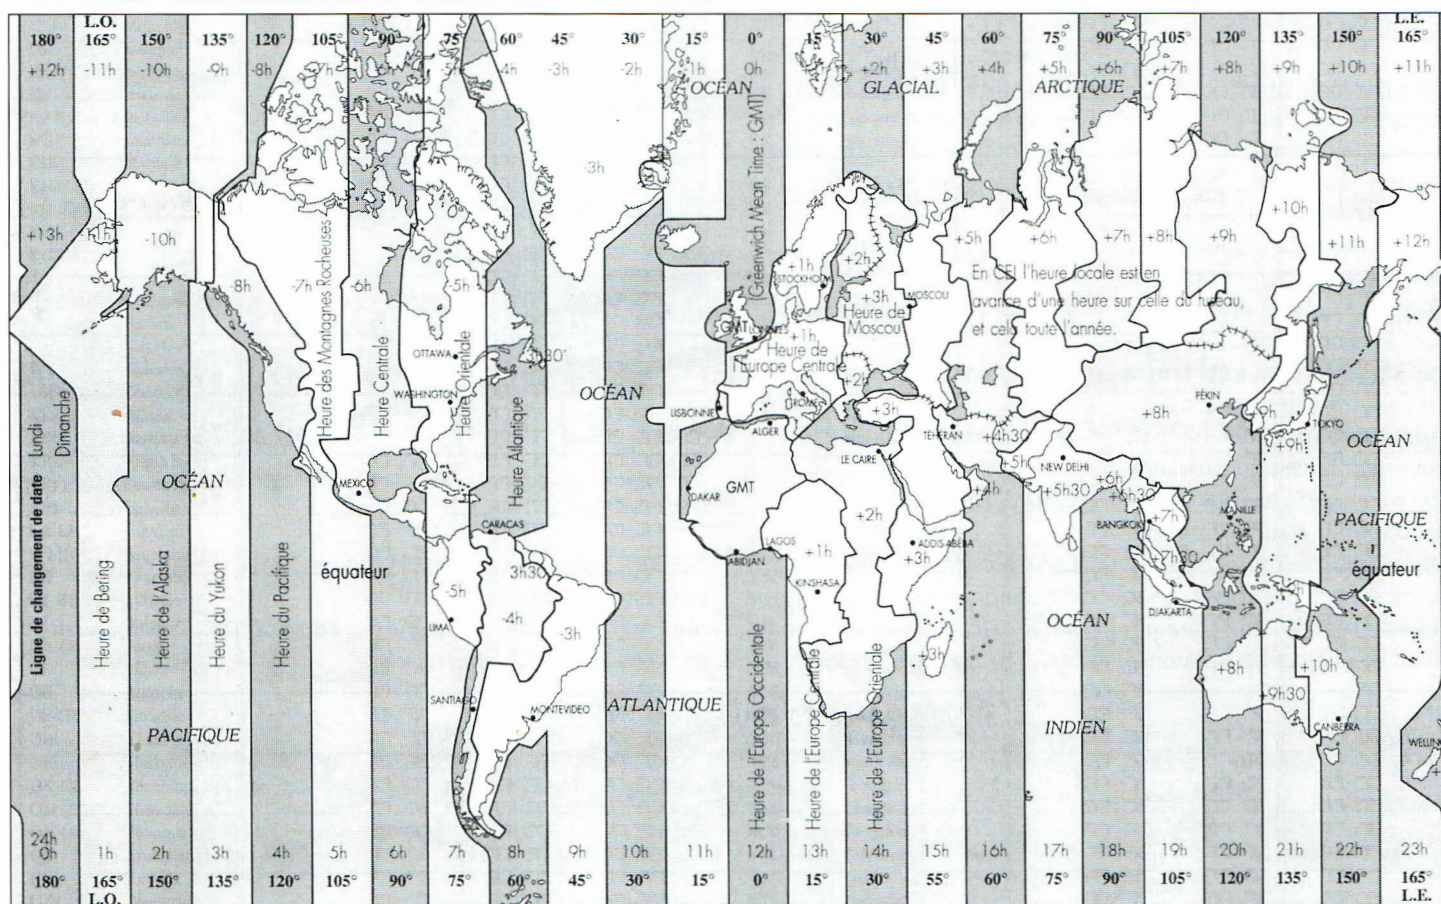 L.O.
L.E.
180° 165° 150° 135° 120° 105° 90° 75° 60° 45° 30° 15° 0° 15° 30° 45° 60° 75° 90° 105° 120° 135° 150° 165°
+12h -11h -10h -9h -8h -7h -6h -5h -4h -3h -2h -1h 0h +2h +3h +4h +5h +6h +7h +8h +9h +10h +11h
OCÉAN
GLACIAL
ARCTIQUE
(Greenwich Mean Time : GMT)
-3h
+10h
+13h
-11h
-10h
-8h
-7h
-6h
-5h
+1h
+2h
+5h
+6h
+7h
+8h
+9h
+11h
+12h
STOCKHOLM
+3h
Heure de
Moscou
MOSCOU
En CEI l'heure locale est en
avance d'une heure sur celle du fuseau,
et cela toute l'année.
GMT
LONDRES
+1h
Heure de
l'Europe Centrale
+2h
OTTAWA
3h30
WASHINGTON
OCÉAN
LISBONNE
ROME
ALGER
+3h
TÉHÉRAN
+4h30
+8h
PÉKIN
+9h
TOKYO
+9h
OCÉAN
Lundi
Dimanche
Ligne de changement de date
OCÉAN
Heure des Montagnes Rocheuses
Heure Centrale
Heure Orientale
Heure Atlantique
MEXICO
CARACAS
DAKAR
GMT
LE CAIRE
+5h
NEW DELHI
+5h30
+4h
+6h
+6h30
BANGKOK
+7h
MANILLE
PACIFIQUE
+2h
LAGOS
ABIDJAN
+1h
ADDIS-ABÉBA
+3h
+7h30
équateur
3h30
équateur
KINSHASA
-5h
-4h
-3h
LIMA
DJAKARTA
OCÉAN
Heure de Bering
Heure de l'Alaska
Heure du Yukon
Heure du Pacifique
+3h
+8h
+10h
+9h30
SANTIAGO
MONTEVIDEO
ATLANTIQUE
INDIEN
CANBERRA
PACIFIQUE
Heure de l'Europe Occidentale
Heure de l'Europe Centrale
Heure de l'Europe Orientale
24h
0h 1h 2h 3h 4h 5h 6h 7h 8h 9h 10h 11h 12h 13h 14h 15h 16h 17h 18h 19h 20h 21h 22h 23h
180° 165° 150° 135° 120° 105° 90° 75° 60° 45° 30° 15° 0° 15° 30° 55° 60° 75° 90° 105° 120° 135° 150° 165°
L.O.
L.E.